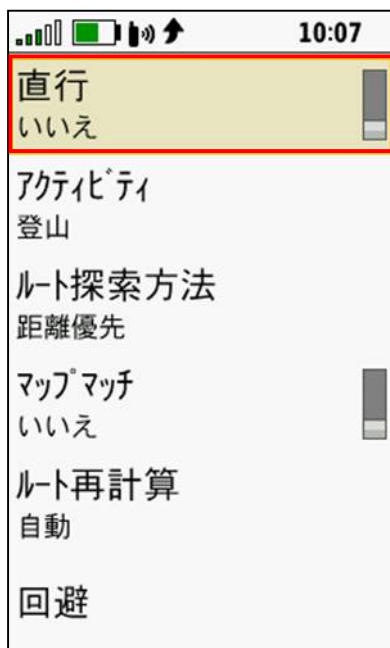 10:07
直行
いいえ
アクティビティ
登山
ルート探索方法
距離優先
マップマッチ
いいえ
ルート再計算
自動
回避